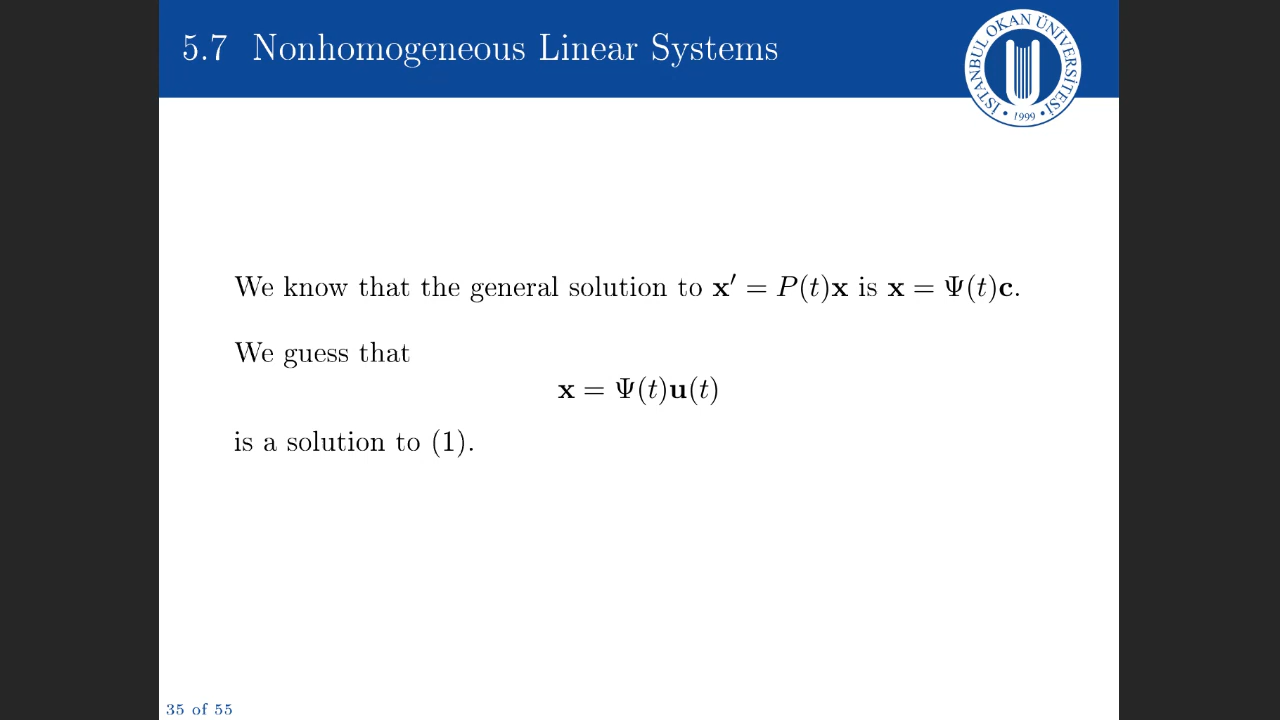 5.7 Nonhomogeneous Linear Systems
İSTANBUL OKAN ÜNİVERSİTESİ
• 1999 •
We know that the general solution to x′ = P(t)x is x = Ψ(t)c.
We guess that
x = Ψ(t)u(t)
is a solution to (1).
35 of 55